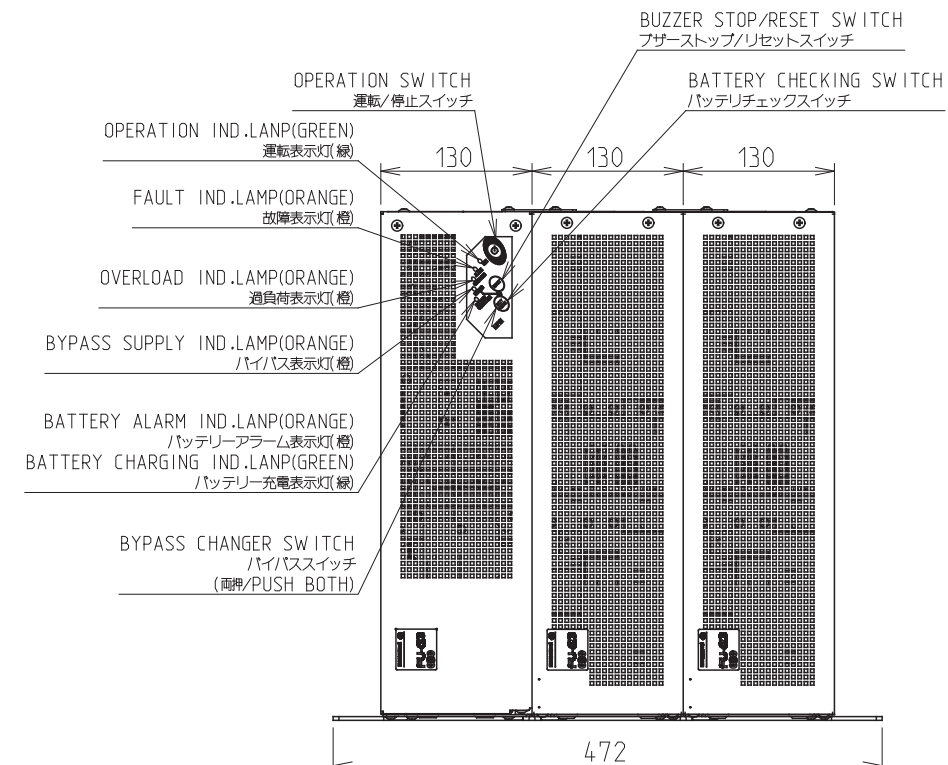 BUZZER STOP/RESET SWITCH
ブザーストップ/リセットスイッチ
OPERATION SWITCH
運転/停止スイッチ
BATTERY CHECKING SWITCH
バッテリチェックスイッチ
OPERATION IND.LANP(GREEN)
運転表示灯(緑)
130
130
130
FAULT IND.LAMP(ORANGE)
故障表示灯(橙)
OVERLOAD IND.LAMP(ORANGE)
過負荷表示灯(橙)
BYPASS SUPPLY IND.LAMP(ORANGE)
バイパス表示灯(橙)
BATTERY ALARM IND.LANP(ORANGE)
バッテリーアラーム表示灯(橙)
BATTERY CHARGING IND.LANP(GREEN)
バッテリー充電表示灯(緑)
BYPASS CHANGER SWITCH
バイパススイッチ
(両押/PUSH BOTH)
472